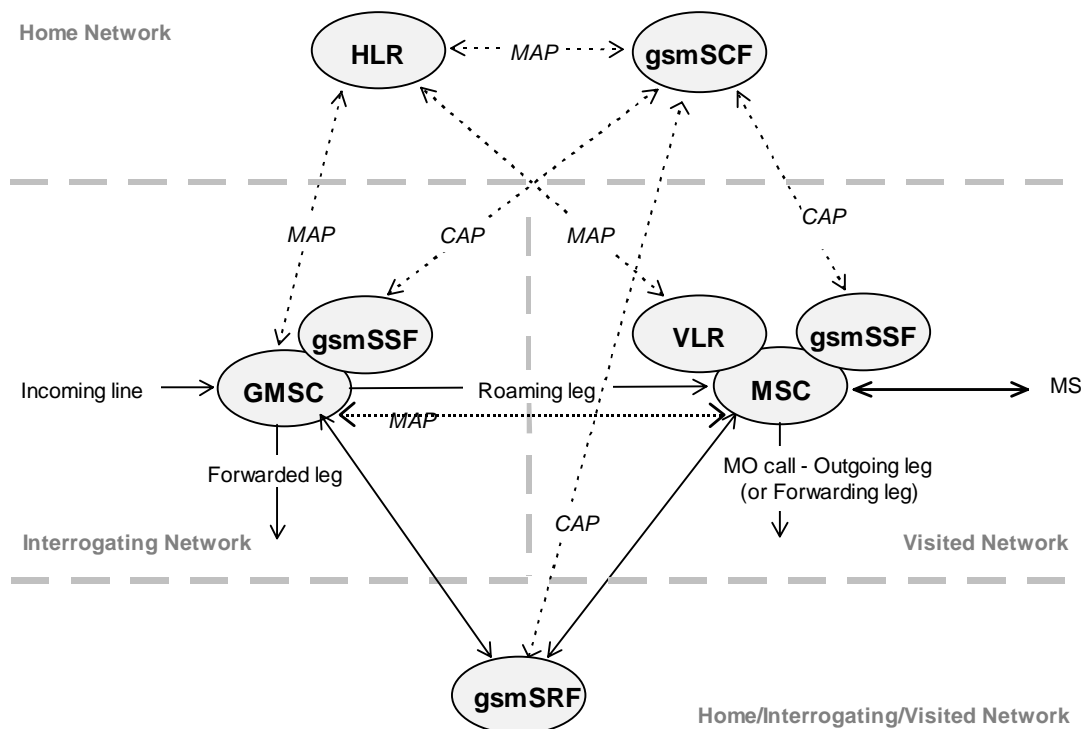 Home Network
HLR
MAP
gsmSCF
MAP
CAP
MAP
CAP
gsmSSF
VLR
gsmSSF
Incoming line
GMSC
Roaming leg
MSC
MS
MAP
Forwarded leg
MO call - Outgoing leg
(or Forwarding leg)
CAP
Interrogating Network
Visited Network
gsmSRF
Home/Interrogating/Visited Network